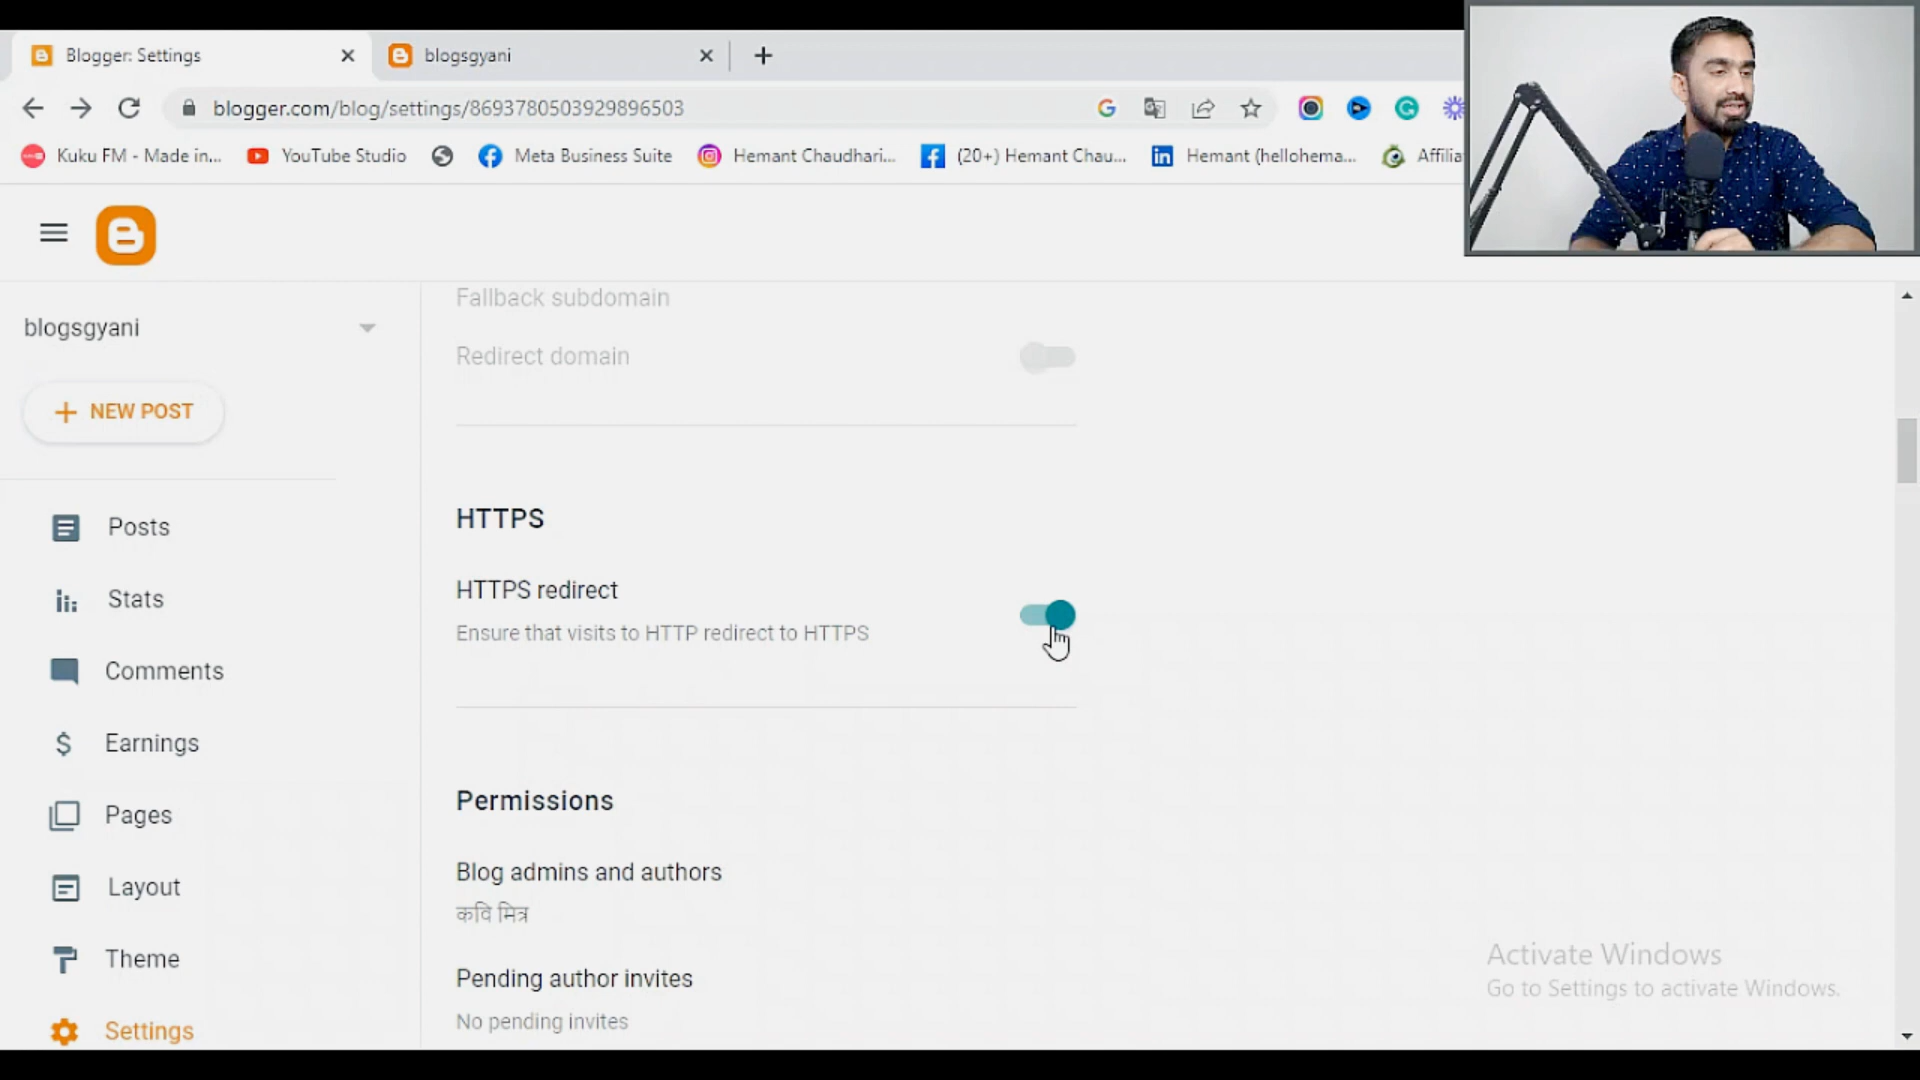 Blogger: Settings
blogsgyani
blogger.com/blog/settings/8693780503929896503
Kuku FM - Made in...
YouTube Studio
Meta Business Suite
Hemant Chaudhari...
(20+) Hemant Chau...
Hemant (hellohema...
Affilia
blogsgyani
NEW POST
Posts
Stats
Comments
Earnings
Pages
Layout
Theme
Settings
Fallback subdomain
Redirect domain
HTTPS
HTTPS redirect
Ensure that visits to HTTP redirect to HTTPS
Permissions
Blog admins and authors
कवि मित्र
Pending author invites
No pending invites
Activate Windows
Go to Settings to activate Windows.